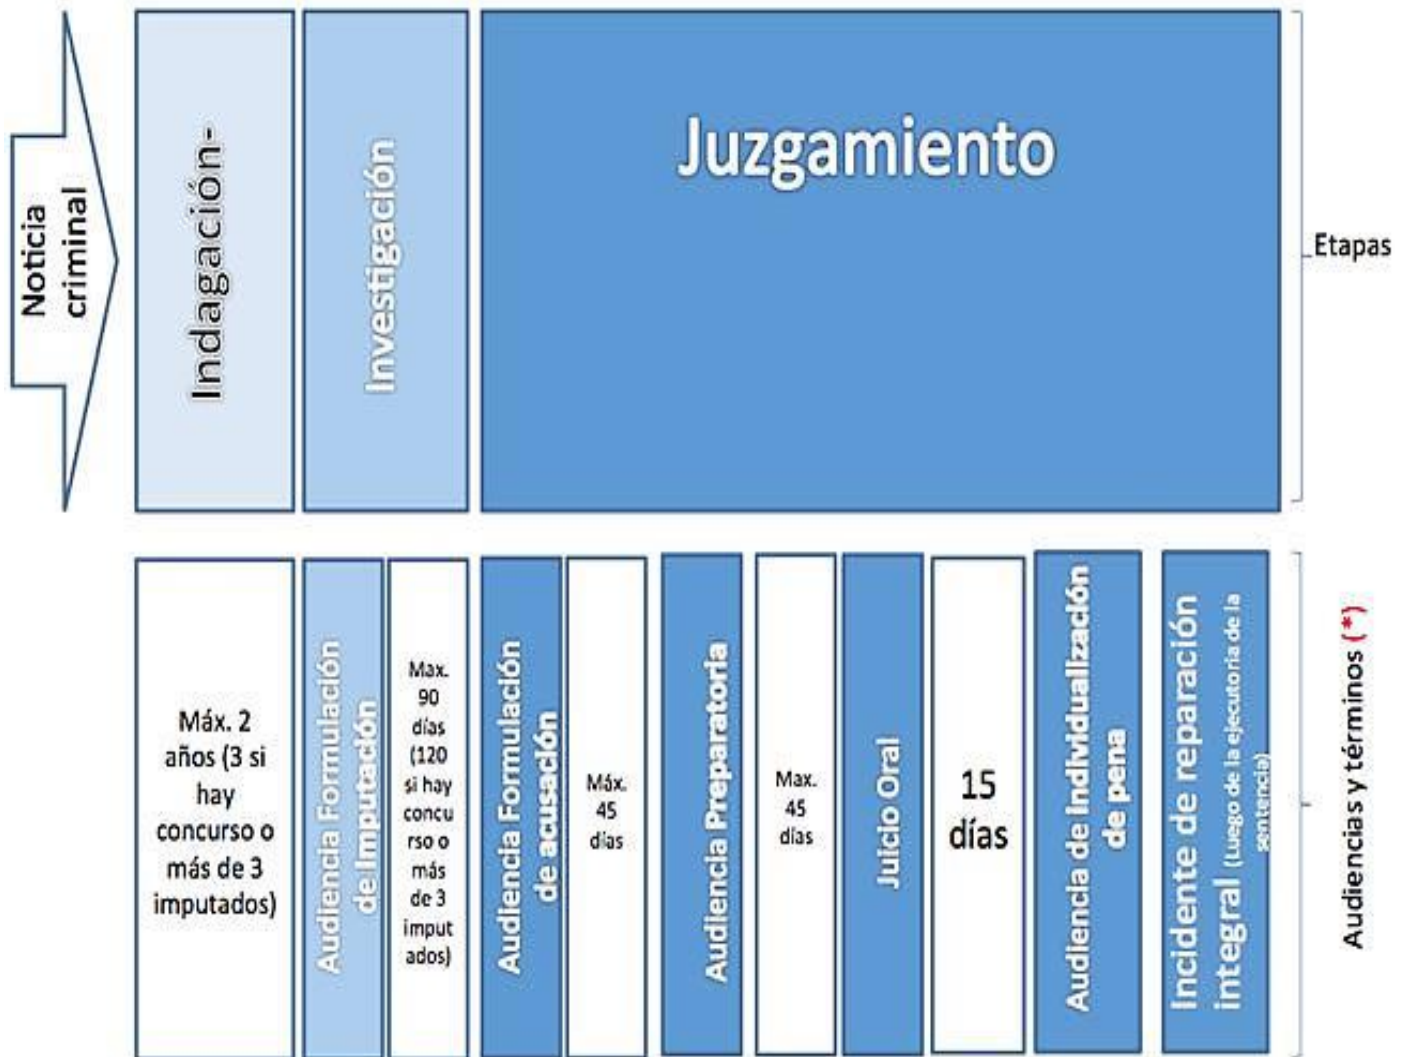 Noticia
criminal
Indagación-
Investigación
Juzgamiento
Etapas
Máx. 2
años (3 si
hay
concurso o
más de 3
imputados)
Audiencia Formulación
de Imputación
Max.
90
días
(120
si hay
concu
rso o
más
de 3
imput
ados)
Audiencia Formulación
de acusación
Máx.
45
días
Audiencia Preparatoria
Max.
45
días
Juicio Oral
15
días
Audiencia de Individualización
de pena
Incidente de reparación
integral (Luego de la ejecutoria de la
sentencia)
Audiencias y términos (*)